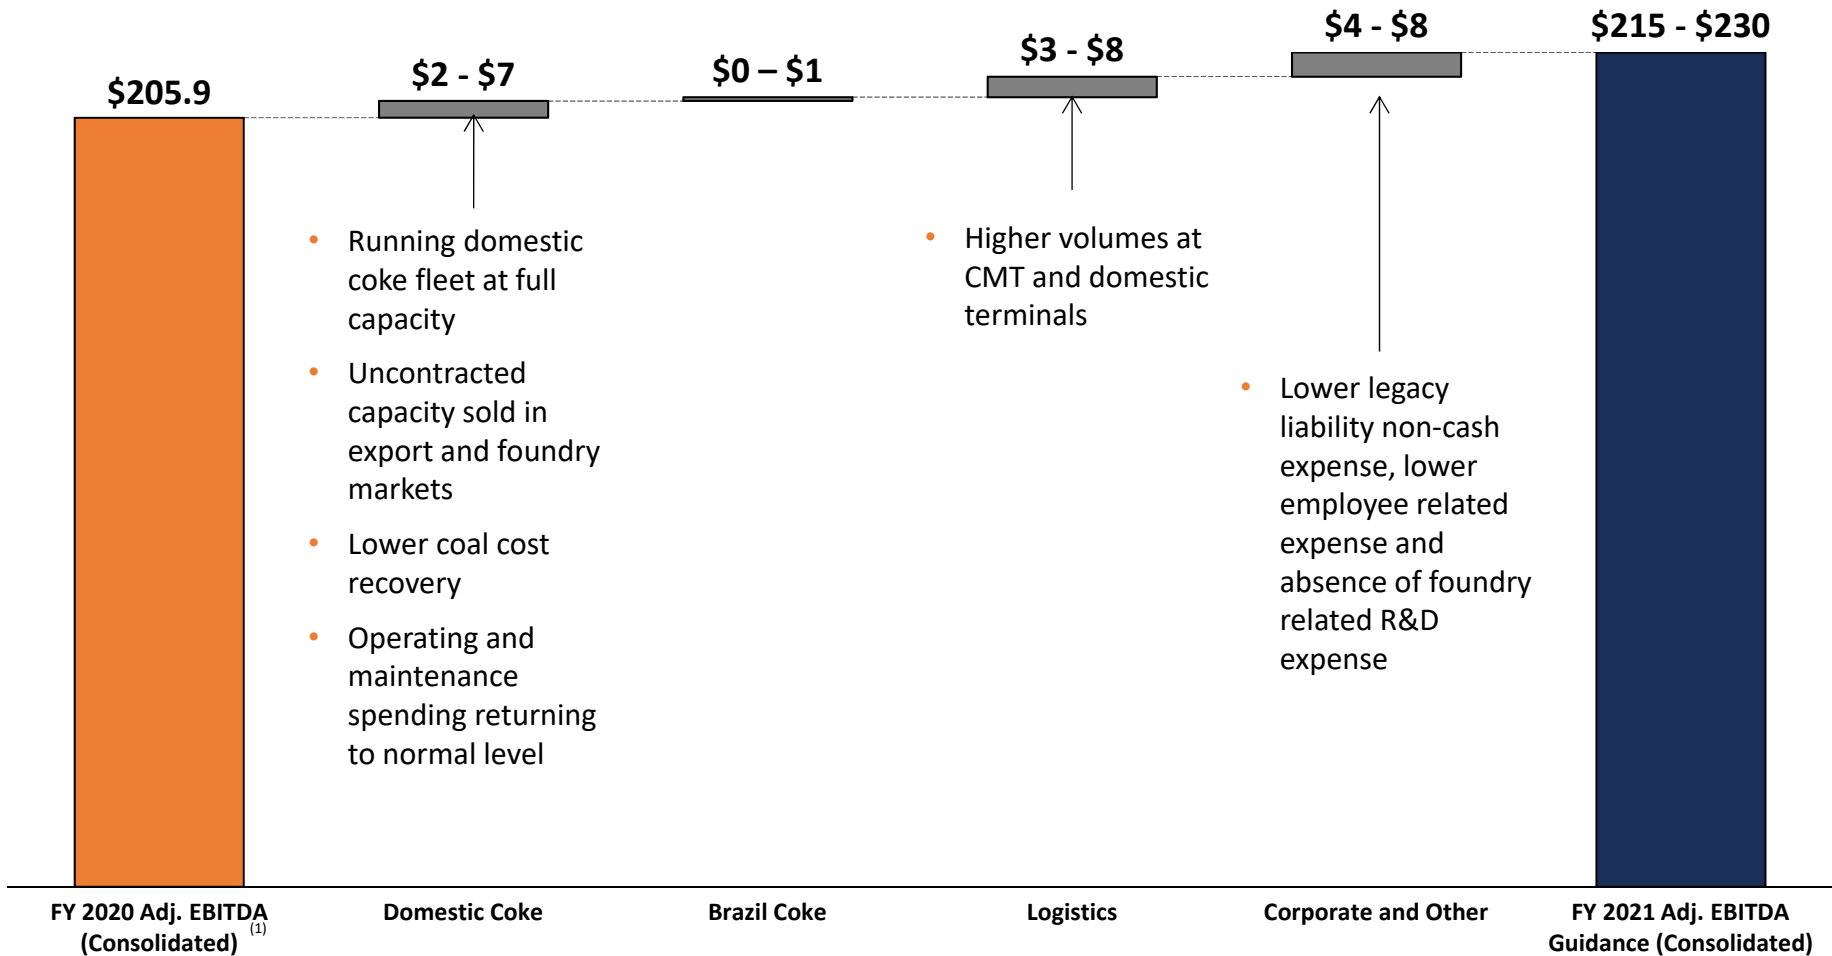 $205.9
$2 - $7
$0 – $1
$3 - $8
$4 - $8
$215 - $230
• Running domestic
coke fleet at full
capacity
• Uncontracted
capacity sold in
export and foundry
markets
• Lower coal cost
recovery
• Operating and
maintenance
spending returning
to normal level
• Higher volumes at
CMT and domestic
terminals
• Lower legacy
liability non-cash
expense, lower
employee related
expense and
absence of foundry
related R&D
expense
FY 2020 Adj. EBITDA
(Consolidated) (1)
Domestic Coke
Brazil Coke
Logistics
Corporate and Other
FY 2021 Adj. EBITDA
Guidance (Consolidated)